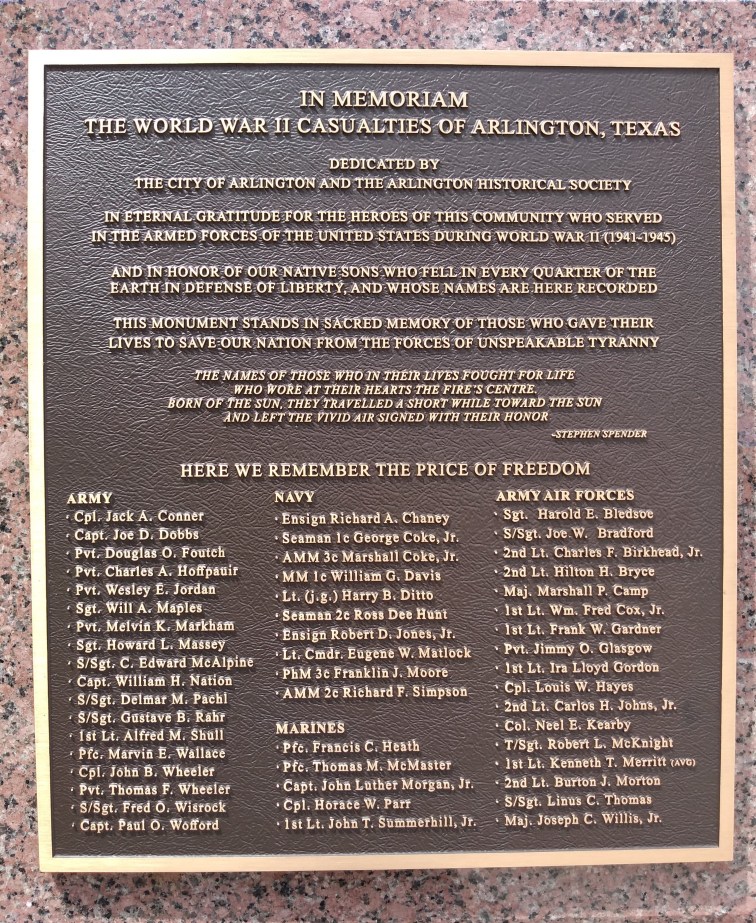 IN MEMORIAM
THE WORLD WAR II CASUALTIES OF ARLINGTON, TEXAS
DEDICATED BY
THE CITY OF ARLINGTON AND THE ARLINGTON HISTORICAL SOCIETY
IN ETERNAL GRATITUDE FOR THE HEROES OF THIS COMMUNITY WHO SERVED
IN THE ARMED FORCES OF THE UNITED STATES DURING WORLD WAR II (1941-1945)
AND IN HONOR OF OUR NATIVE SONS WHO FELL IN EVERY QUARTER OF THE
EARTH IN DEFENSE OF LIBERTY, AND WHOSE NAMES ARE HERE RECORDED
THIS MONUMENT STANDS IN SACRED MEMORY OF THOSE WHO GAVE THEIR
LIVES TO SAVE OUR NATION FROM THE FORCES OF UNSPEAKABLE TYRANNY
THE NAMES OF THOSE WHO IN THEIR LIVES FOUGHT FOR LIFE
WHO WORE AT THEIR HEARTS THE FIRE'S CENTRE.
BORN OF THE SUN, THEY TRAVELLED A SHORT WHILE TOWARD THE SUN
AND LEFT THE VIVID AIR SIGNED WITH THEIR HONOR
-STEPHEN SPENDER
HERE WE REMEMBER THE PRICE OF FREEDOM
ARMY
· Cpl. Jack A. Conner
· Capt. Joe D. Dobbs
· Pvt. Douglas O. Foutch
· Pvt. Charles A. Hoffpauir
· Pvt. Wesley E. Jordan
· Sgt. Will A. Maples
· Pvt. Melvin K. Markham
· Sgt. Howard L. Massey
· S/Sgt. C. Edward McAlpine
· Capt. William H. Nation
· S/Sgt. Delmar M. Pachl
· S/Sgt. Gustave B. Rahr
· 1st Lt. Alfred M. Shull
· Pfc. Marvin E. Wallace
· Cpl. John B. Wheeler
· Pvt. Thomas F. Wheeler
· S/Sgt. Fred O. Wisrock
· Capt. Paul O. Wofford
NAVY
· Ensign Richard A. Chaney
· Seaman 1c George Coke, Jr.
· AMM 3c Marshall Coke, Jr.
· MM 1c William G. Davis
· Lt. (j.g.) Harry B. Ditto
· Seaman 2c Ross Dee Hunt
· Ensign Robert D. Jones, Jr.
· Lt. Cmdr. Eugene W. Matlock
· PhM 3c Franklin J. Moore
· AMM 2c Richard F. Simpson
MARINES
· Pfc. Francis C. Heath
· Pfc. Thomas M. McMaster
· Capt. John Luther Morgan, Jr.
· Cpl. Horace W. Parr
· 1st Lt. John T. Summerhill, Jr.
ARMY AIR FORCES
· Sgt. Harold E. Bledsoe
· S/Sgt. Joe W. Bradford
· 2nd Lt. Charles F. Birkhead, Jr.
· 2nd Lt. Hilton H. Bryce
· Maj. Marshall P. Camp
· 1st Lt. Wm. Fred Cox, Jr.
· 1st Lt. Frank W. Gardner
· Pvt. Jimmy O. Glasgow
· 1st Lt. Ira Lloyd Gordon
· Cpl. Louis W. Hayes
· 2nd Lt. Carlos H. Johns, Jr.
· Col. Neel E. Kearby
· T/Sgt. Robert L. McKnight
· 1st Lt. Kenneth T. Merritt (AVG)
· 2nd Lt. Burton J. Morton
· S/Sgt. Linus C. Thomas
· Maj. Joseph C. Willis, Jr.